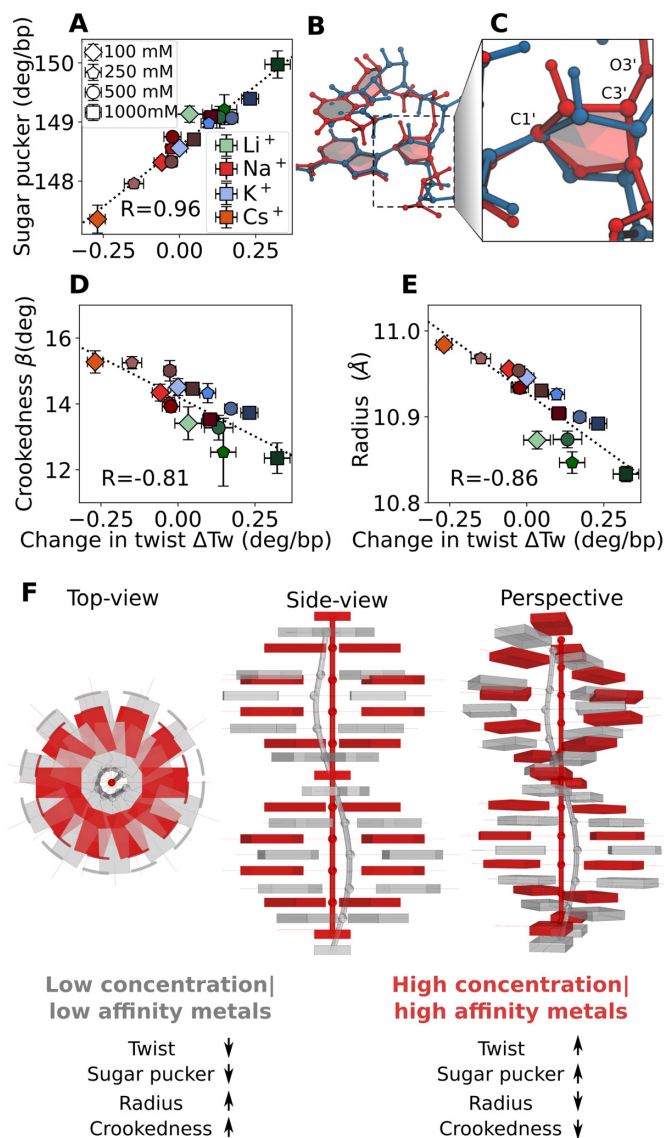 A
Sugar pucker (deg/bp)
150
149
148
−0.25 0.00 0.25
100 mM
250 mM
500 mM
1000mM
Li⁺
Na⁺
K⁺
Cs⁺
R=0.96
B
C
O3'
C3'
C1'
D
Crookedness β(deg)
16
14
12
R=-0.81
−0.25 0.00 0.25
Change in twist ΔTw (deg/bp)
E
Radius (Å)
11.0
10.9
10.8
R=-0.86
−0.25 0.00 0.25
Change in twist ΔTw (deg/bp)
F
Top-view Side-view Perspective
Low concentration|
low affinity metals
Twist ↓
Sugar pucker ↓
Radius ↑
Crookedness ↑
High concentration|
high affinity metals
Twist ↑
Sugar pucker ↑
Radius ↓
Crookedness ↓